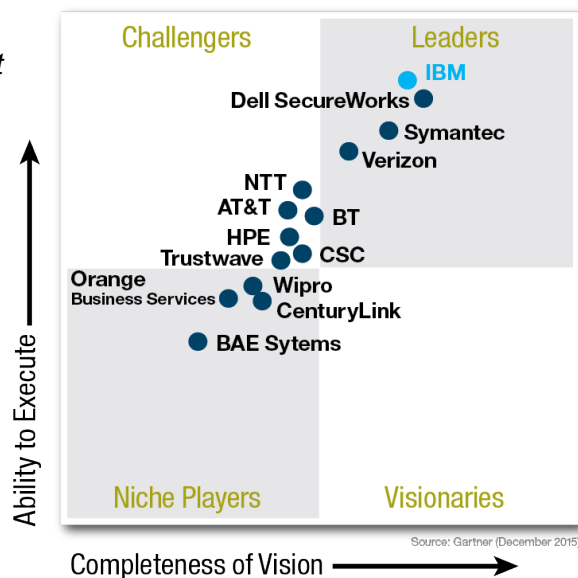 Challengers
Leaders
t
IBM
Dell SecureWorks
Symantec
Verizon
NTT
AT&T
BT
HPE
CSC
Trustwave
Orange
Business Services
Wipro
CenturyLink
BAE Sytems
Ability to Execute
Niche Players
Visionaries
Source: Gartner (December 2015)
Completeness of Vision